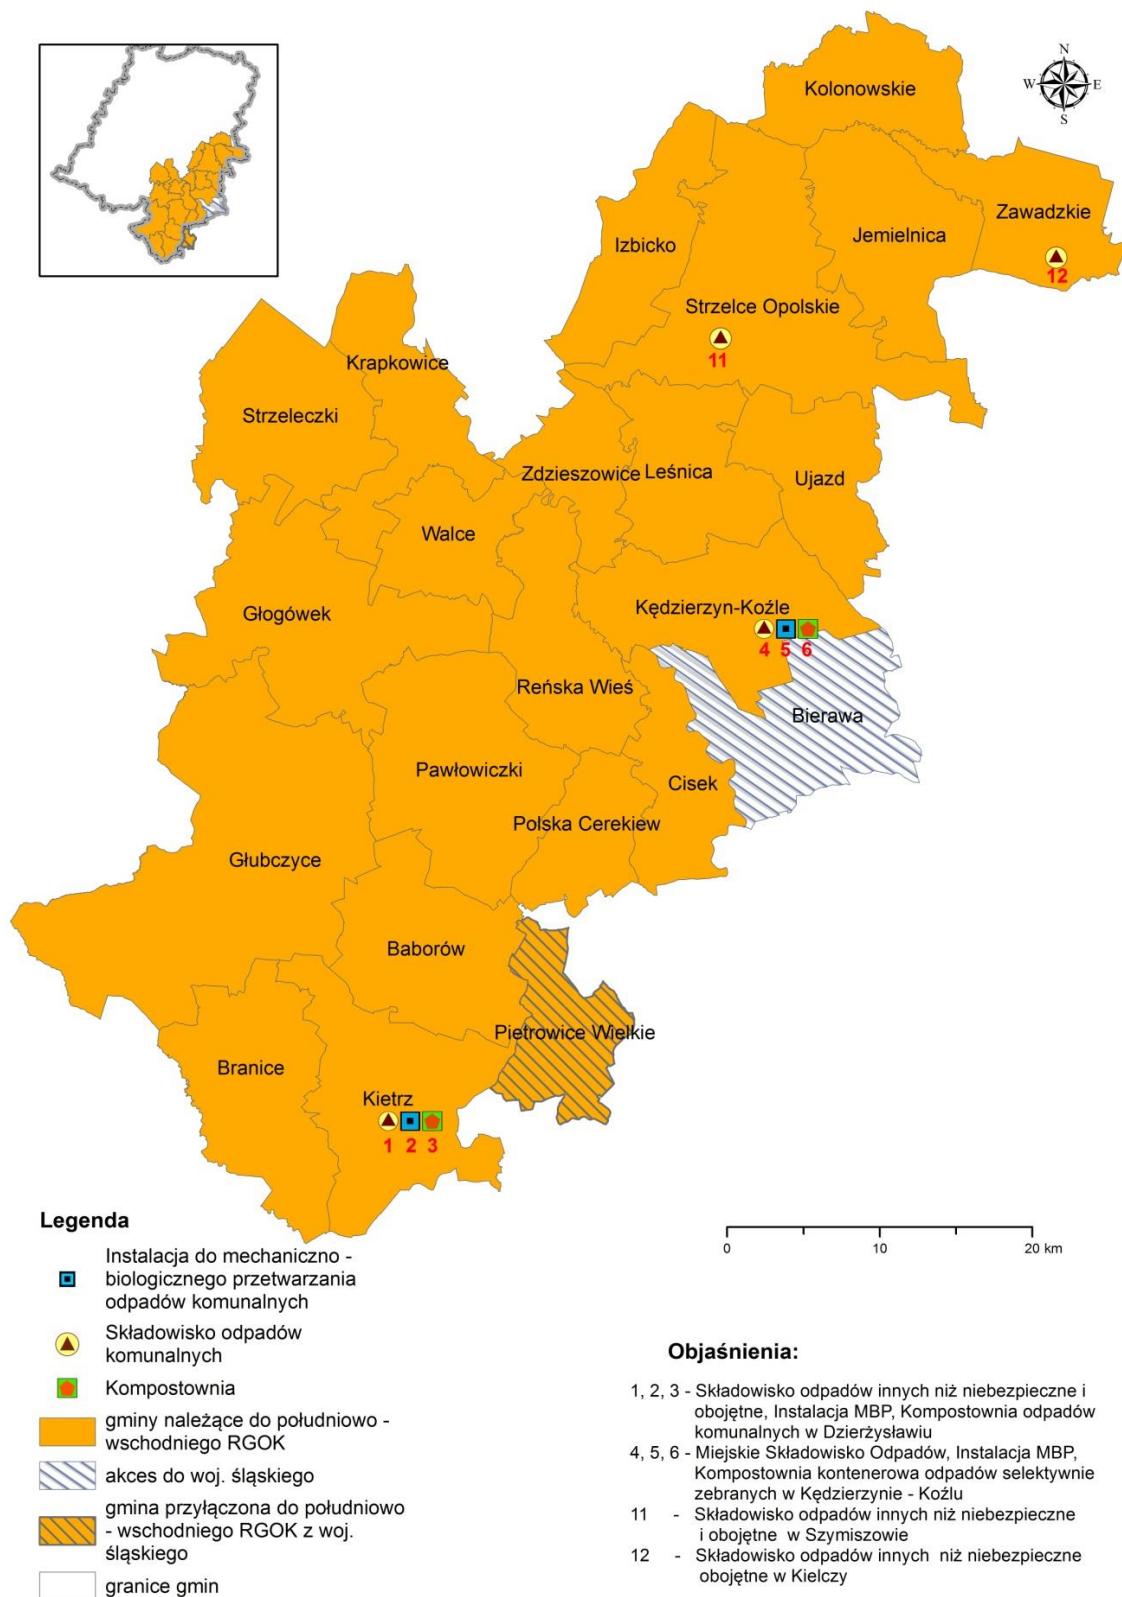 N
W E
S
Kolonowskie
Zawadzkie
Izbicko
Jemielnica
12
Strzelce Opolskie
11
Krapkowice
Strzeleczki
Zdzieszowice
Leśnica
Ujazd
Walce
Głogówek
Kędzierzyn-Koźle
4 5 6
Reńska Wieś
Bierawa
Pawłowiczki
Cisek
Polska Cerekiew
Głubczyce
Baborów
Pietrowice Wielkie
Branice
Kietrz
1 2 3
Legenda
Instalacja do mechaniczno -
biologicznego przetwarzania
odpadów komunalnych
Składowisko odpadów
komunalnych
Kompostownia
gminy należące do południowo -
wschodniego RGOK
akces do woj. śląskiego
gmina przyłączona do południowo
- wschodniego RGOK z woj.
śląskiego
granice gmin
0 10 20 km
Objaśnienia:
1, 2, 3 - Składowisko odpadów innych niż niebezpieczne i
obojętne, Instalacja MBP, Kompostownia odpadów
komunalnych w Dzierżysławiu
4, 5, 6 - Miejskie Składowisko Odpadów, Instalacja MBP,
Kompostownia kontenerowa odpadów selektywnie
zebranych w Kędzierzynie - Koźlu
11 - Składowisko odpadów innych niż niebezpieczne
i obojętne w Szymiszowie
12 - Składowisko odpadów innych niż niebezpieczne
obojętne w Kielczy